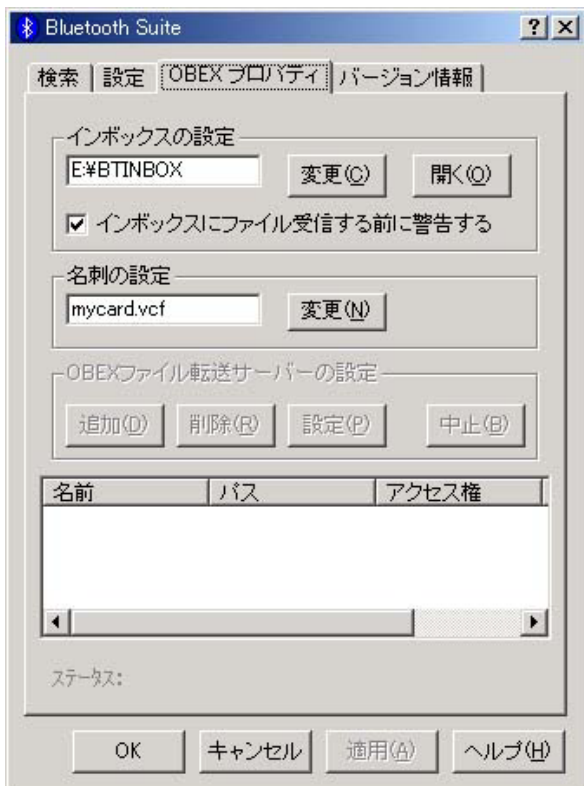 Bluetooth Suite
検索 設定 OBEX プロパティ バージョン情報
インボックスの設定
E:¥BTINBOX 変更(C) 開く(O)
インボックスにファイル受信する前に警告する
名刺の設定
mycard.vcf 変更(N)
OBEXファイル転送サーバーの設定
追加(D) 削除(R) 設定(P) 中止(B)
名前 パス アクセス権
ステータス:
OK キャンセル 適用(A) ヘルプ(H)